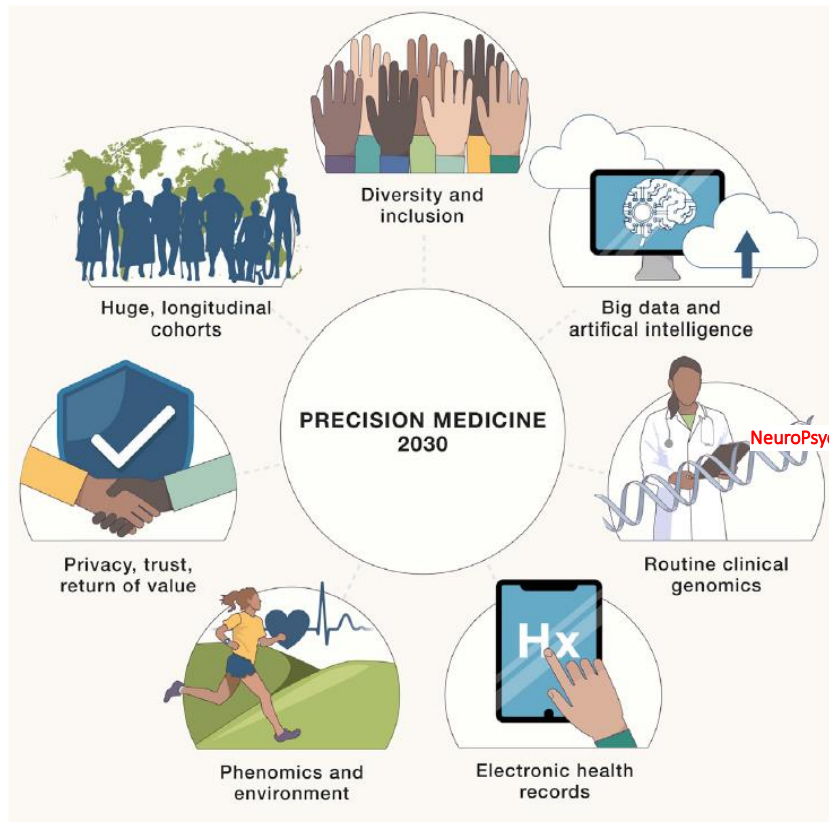 Diversity and
inclusion
Huge, longitudinal
cohorts
Big data and
artifical intelligence
PRECISION MEDICINE
2030
NeuroPsy
Privacy, trust,
return of value
Routine clinical
genomics
Hx
Phenomics and
environment
Electronic health
records